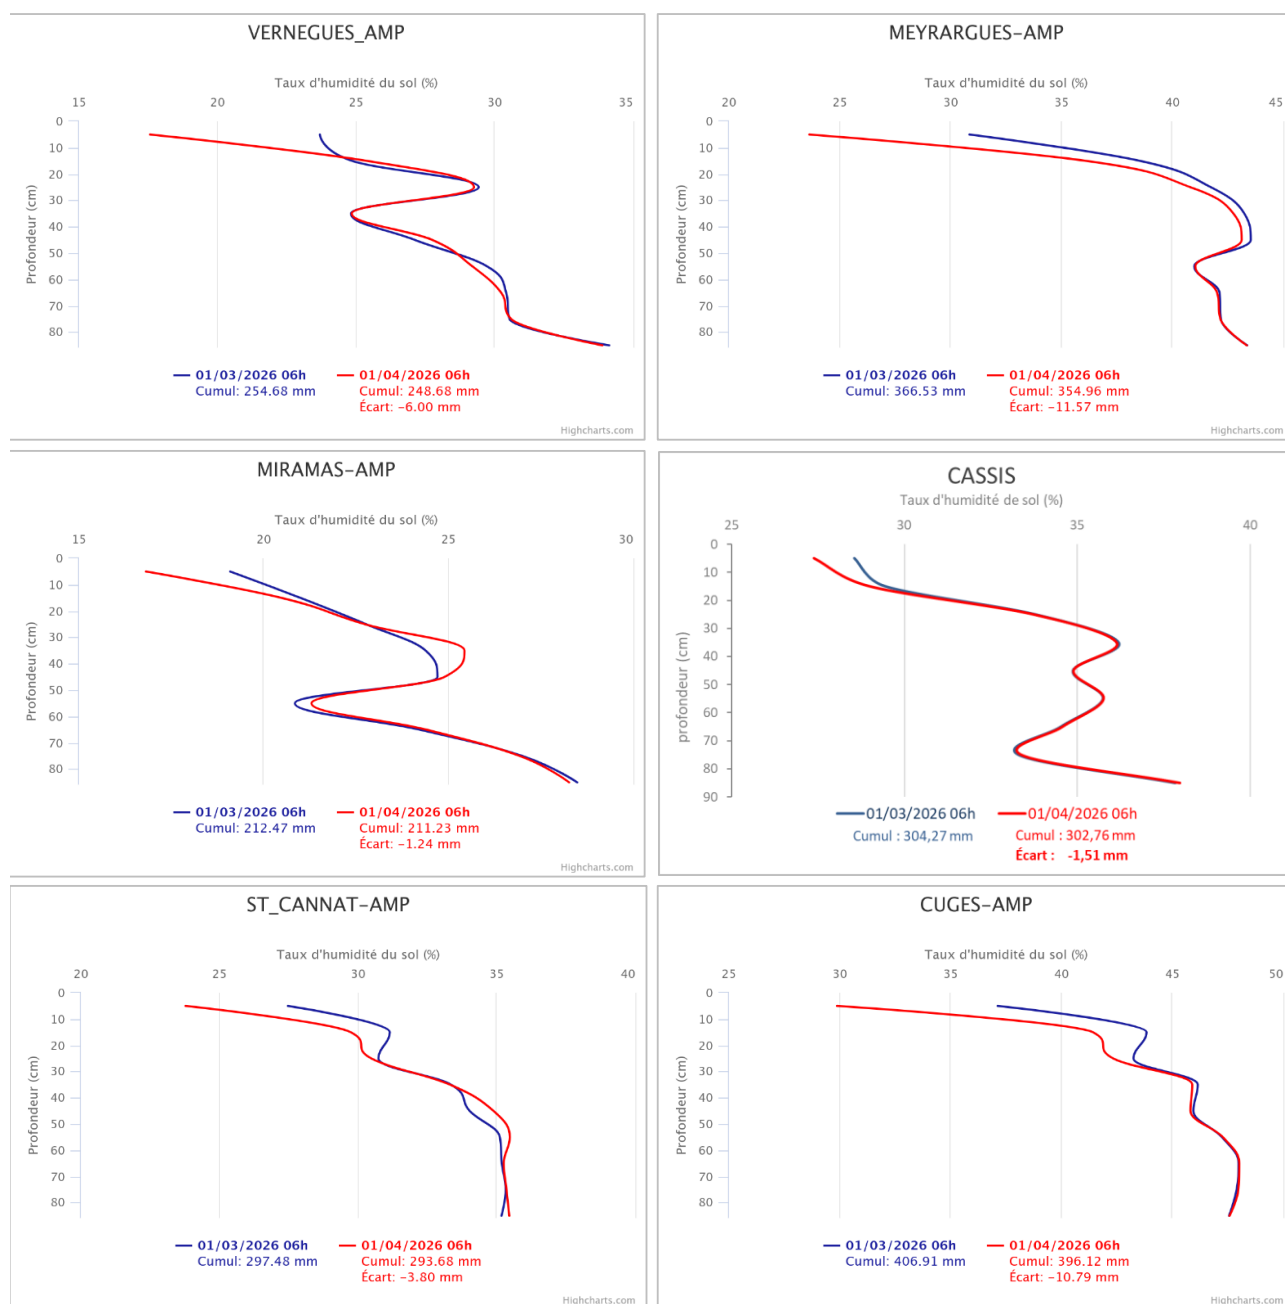 VERNEGUES_AMP
Taux d'humidité du sol (%)
15 20 25 30 35
0
10
20
30
40
50
60
70
80
Profondeur (cm)
01/03/2026 06h
Cumul: 254.68 mm
01/04/2026 06h
Cumul: 248.68 mm
Écart: -6.00 mm
Highcharts.com
MEYRARGUES-AMP
Taux d'humidité du sol (%)
20 25 30 35 40 45
0
10
20
30
40
50
60
70
80
Profondeur (cm)
01/03/2026 06h
Cumul: 366.53 mm
01/04/2026 06h
Cumul: 354.96 mm
Écart: -11.57 mm
Highcharts.com
MIRAMAS-AMP
Taux d'humidité du sol (%)
15 20 25 30
0
10
20
30
40
50
60
70
80
Profondeur (cm)
01/03/2026 06h
Cumul: 212.47 mm
01/04/2026 06h
Cumul: 211.23 mm
Écart: -1.24 mm
Highcharts.com
CASSIS
Taux d'humidité de sol (%)
25 30 35 40
0
10
20
30
40
50
60
70
80
90
profondeur (cm)
01/03/2026 06h
Cumul : 304,27 mm
01/04/2026 06h
Cumul : 302,76 mm
Écart : -1,51 mm
ST_CANNAT-AMP
Taux d'humidité du sol (%)
20 25 30 35 40
0
10
20
30
40
50
60
70
80
Profondeur (cm)
01/03/2026 06h
Cumul: 297.48 mm
01/04/2026 06h
Cumul: 293.68 mm
Écart: -3.80 mm
Highcharts.com
CUGES-AMP
Taux d'humidité du sol (%)
25 30 35 40 45 50
0
10
20
30
40
50
60
70
80
Profondeur (cm)
01/03/2026 06h
Cumul: 406.91 mm
01/04/2026 06h
Cumul: 396.12 mm
Écart: -10.79 mm
Highcharts.com